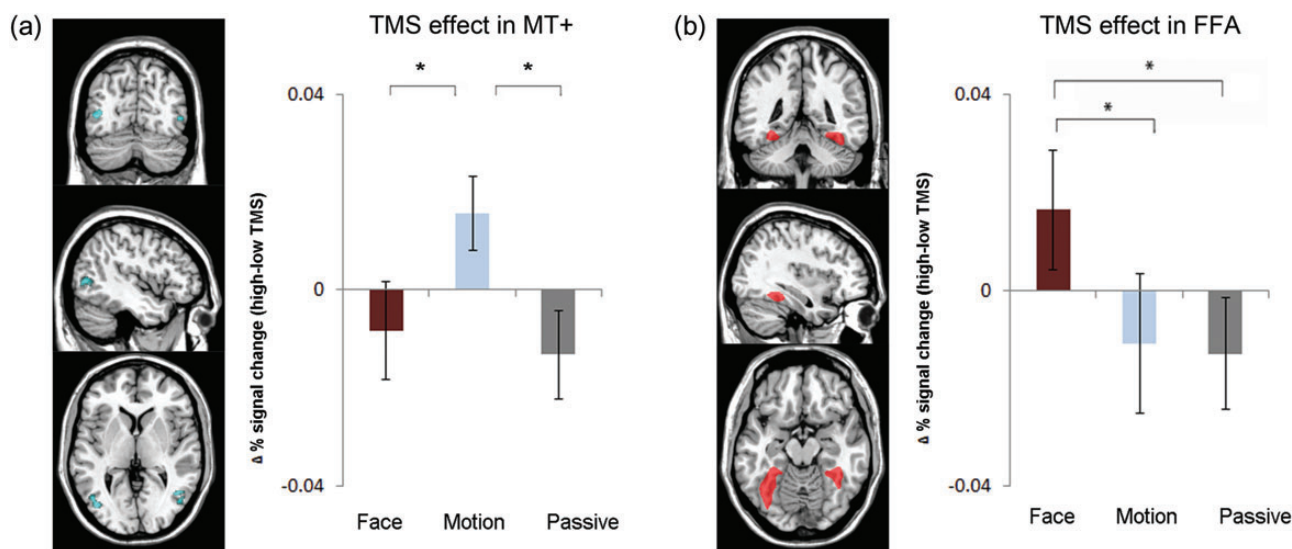 (a)
TMS effect in MT+
*
*
0.04
0
-0.04
Δ % signal change (high-low TMS)
Face Motion Passive
(b)
TMS effect in FFA
*
*
0.04
0
-0.04
Δ % signal change (high-low TMS)
Face Motion Passive